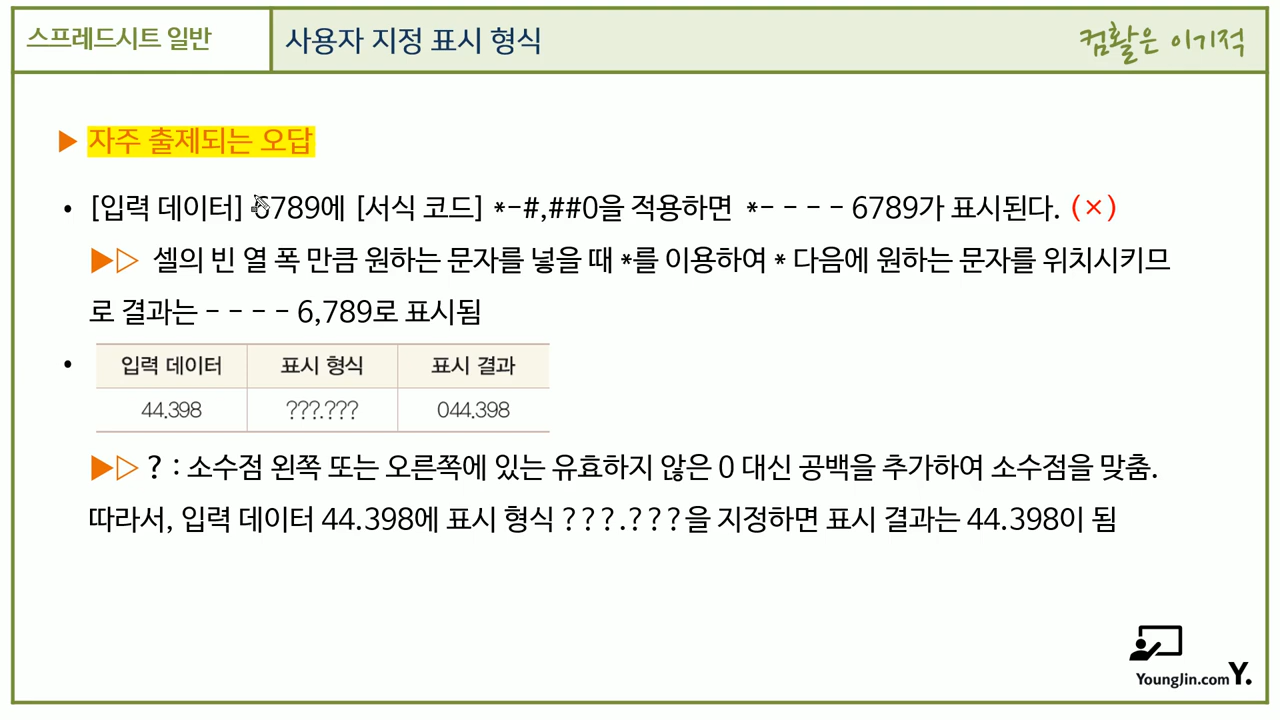 스프레드시트 일반
사용자 지정 표시 형식
컴활은 이기적
▶ 자주 출제되는 오답
• [입력 데이터] 6789에 [서식 코드] *-#,##0을 적용하면 *- - - - 6789가 표시된다. (×)
▶▷ 셀의 빈 열 폭 만큼 원하는 문자를 넣을 때 *를 이용하여 * 다음에 원하는 문자를 위치시키므
로 결과는 - - - - 6,789로 표시됨
• 입력 데이터 표시 형식 표시 결과
44.398 ???.??? 044.398
▶▷ ? : 소수점 왼쪽 또는 오른쪽에 있는 유효하지 않은 0 대신 공백을 추가하여 소수점을 맞춤.
따라서, 입력 데이터 44.398에 표시 형식 ???.???을 지정하면 표시 결과는 44.398이 됨
YoungJin.com Y.